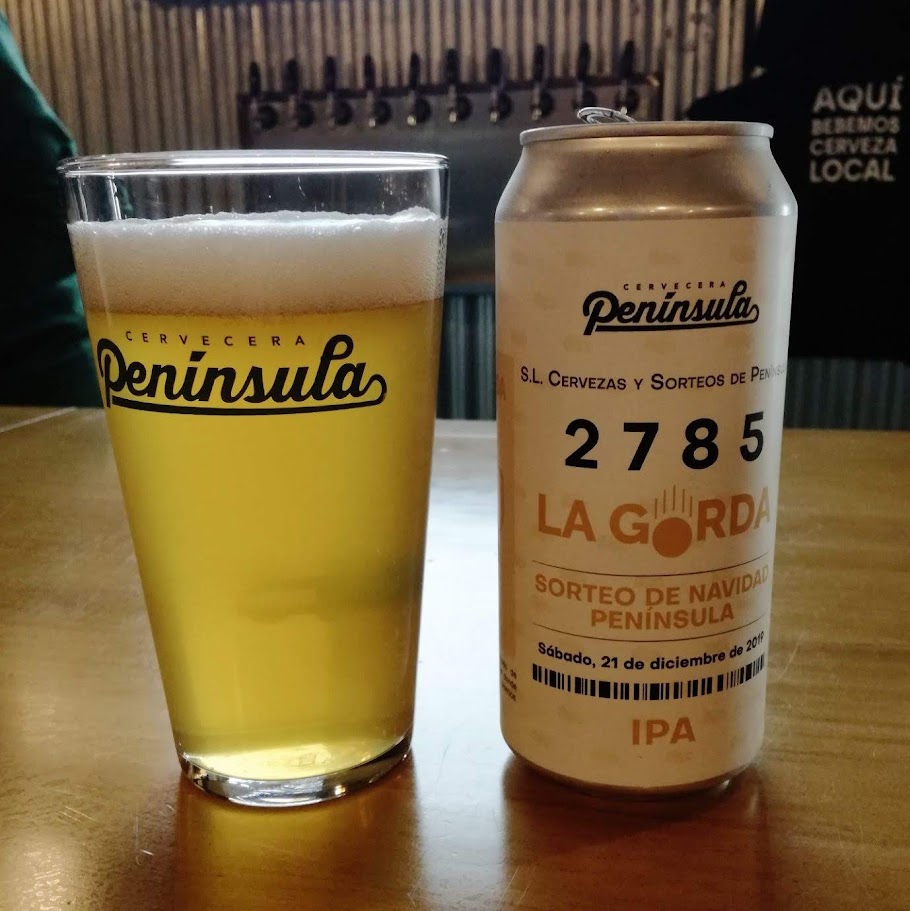 AQUÍ
BEBEMOS
CERVEZA
LOCAL
CERVECERA
Península
CERVECERA
Península
S.L. CERVEZAS Y SORTEOS DE PENÍNSUL
2785
LA GORDA
SORTEO DE NAVIDAD
PENÍNSULA
Sábado, 21 de diciembre de 2019
IPA